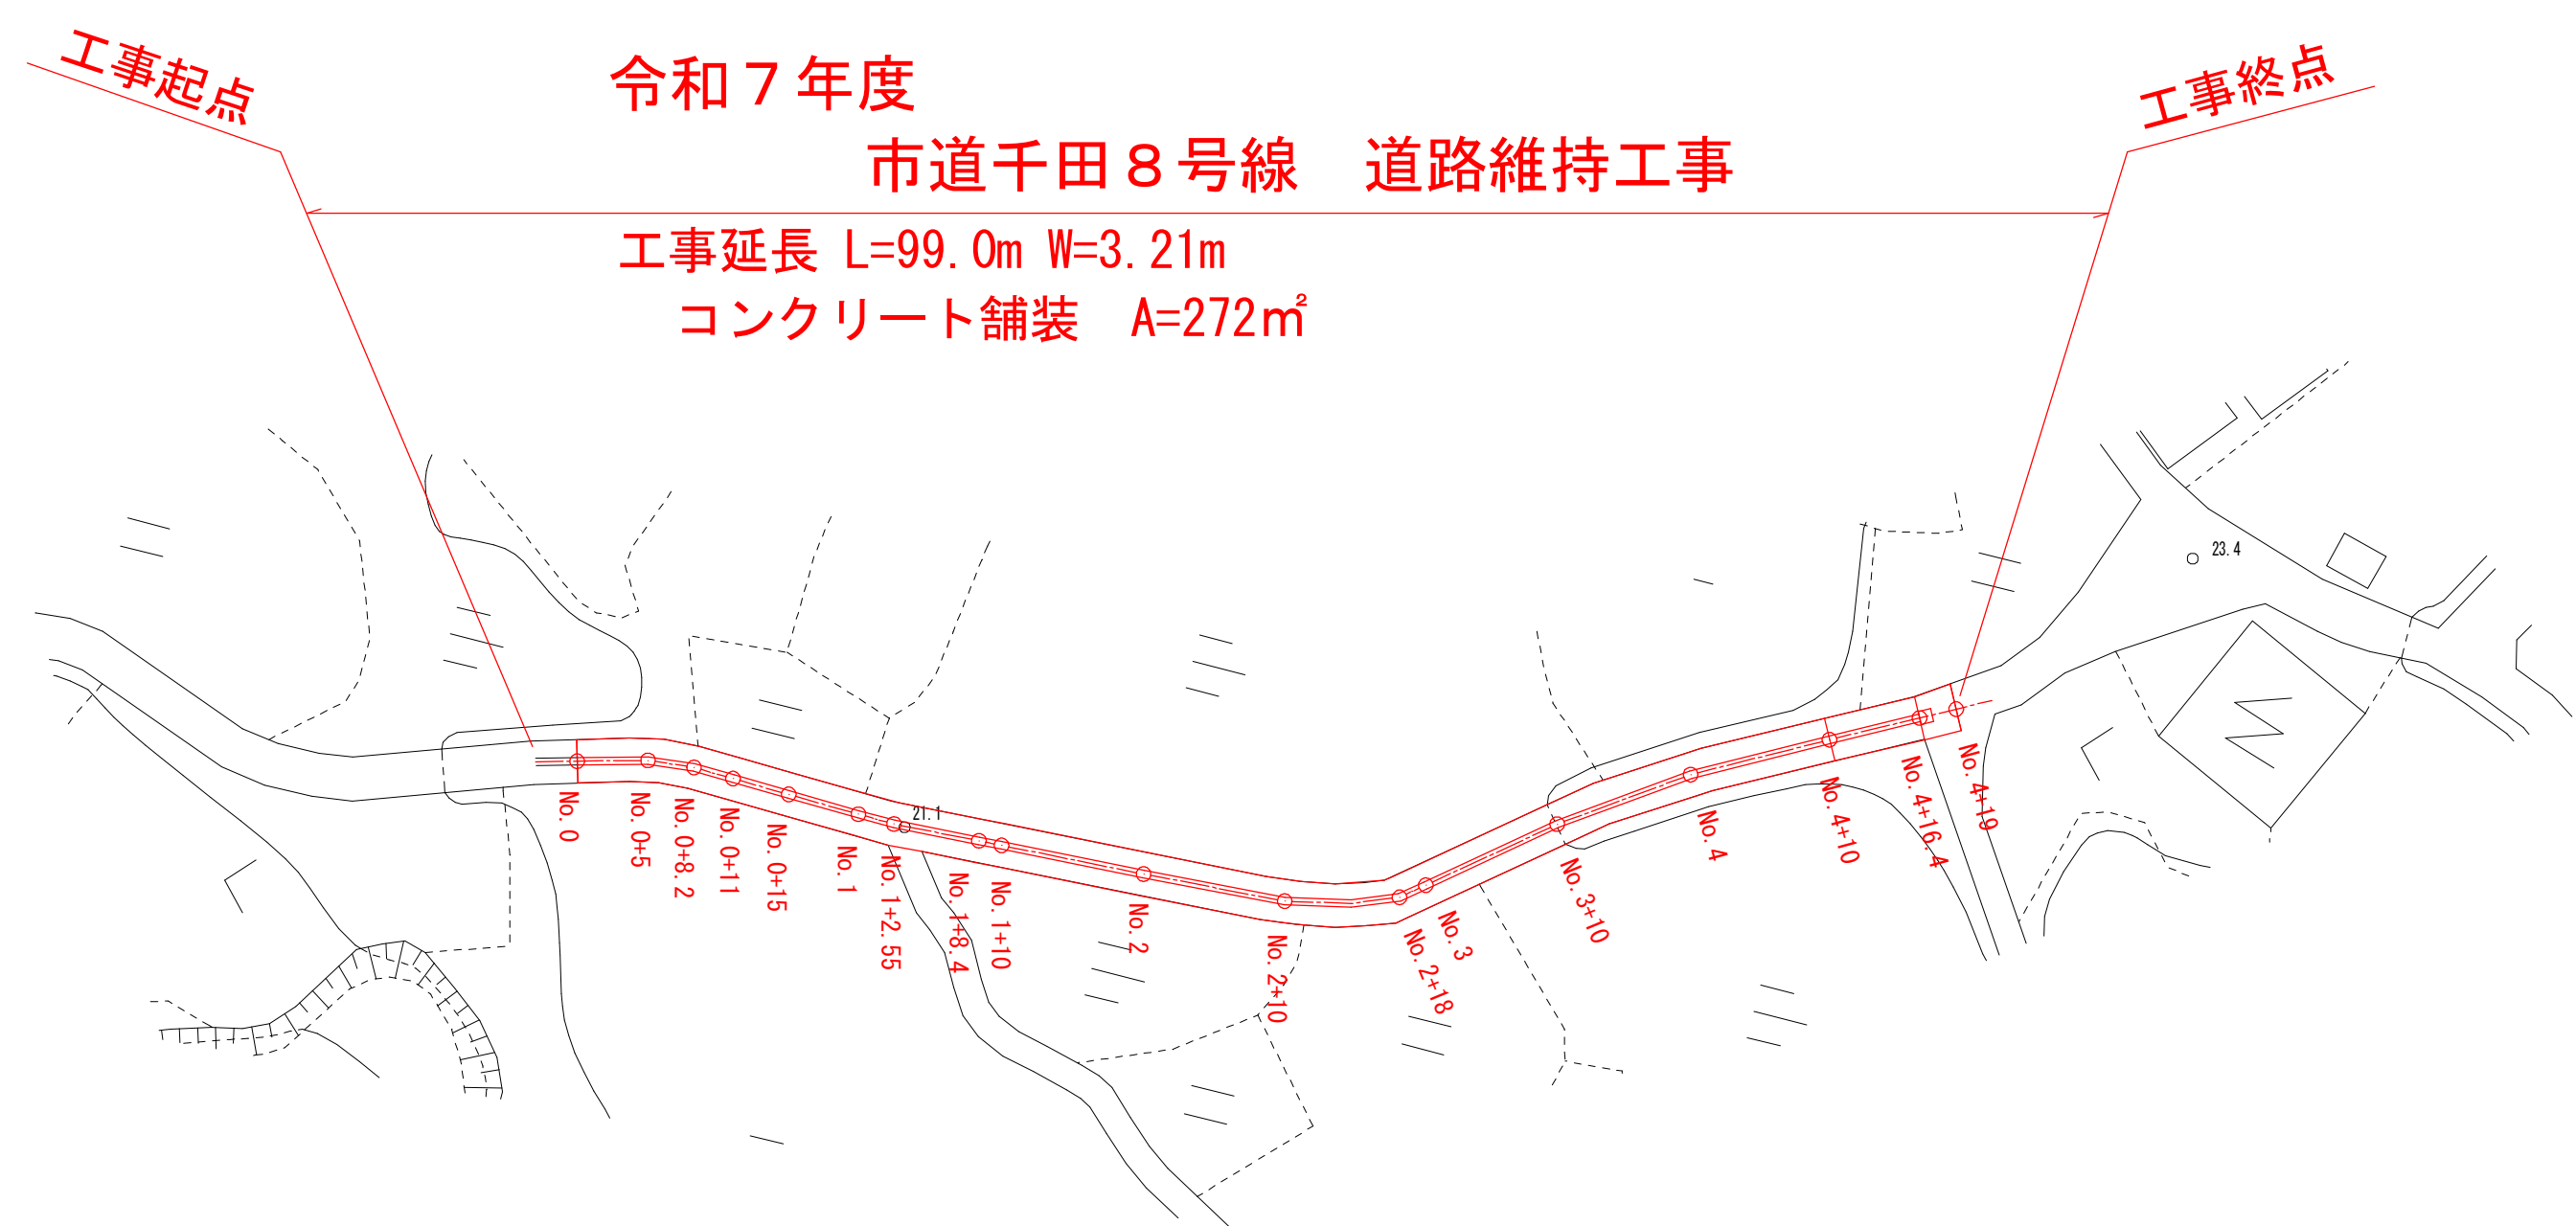 工事起点
令和７年度
工事終点
市道千田８号線　道路維持工事
工事延長 L=99.0m W=3.21m
コンクリート舗装　A=272㎡
23.4
21.1
No.0
No.0+5
No.0+8.2
No.0+11
No.0+15
No.1
No.1+2.55
No.1+8.4
No.1+10
No.2
No.2+10
No.2+18
No.3
No.3+10
No.4
No.4+10
No.4+16.4
No.4+19